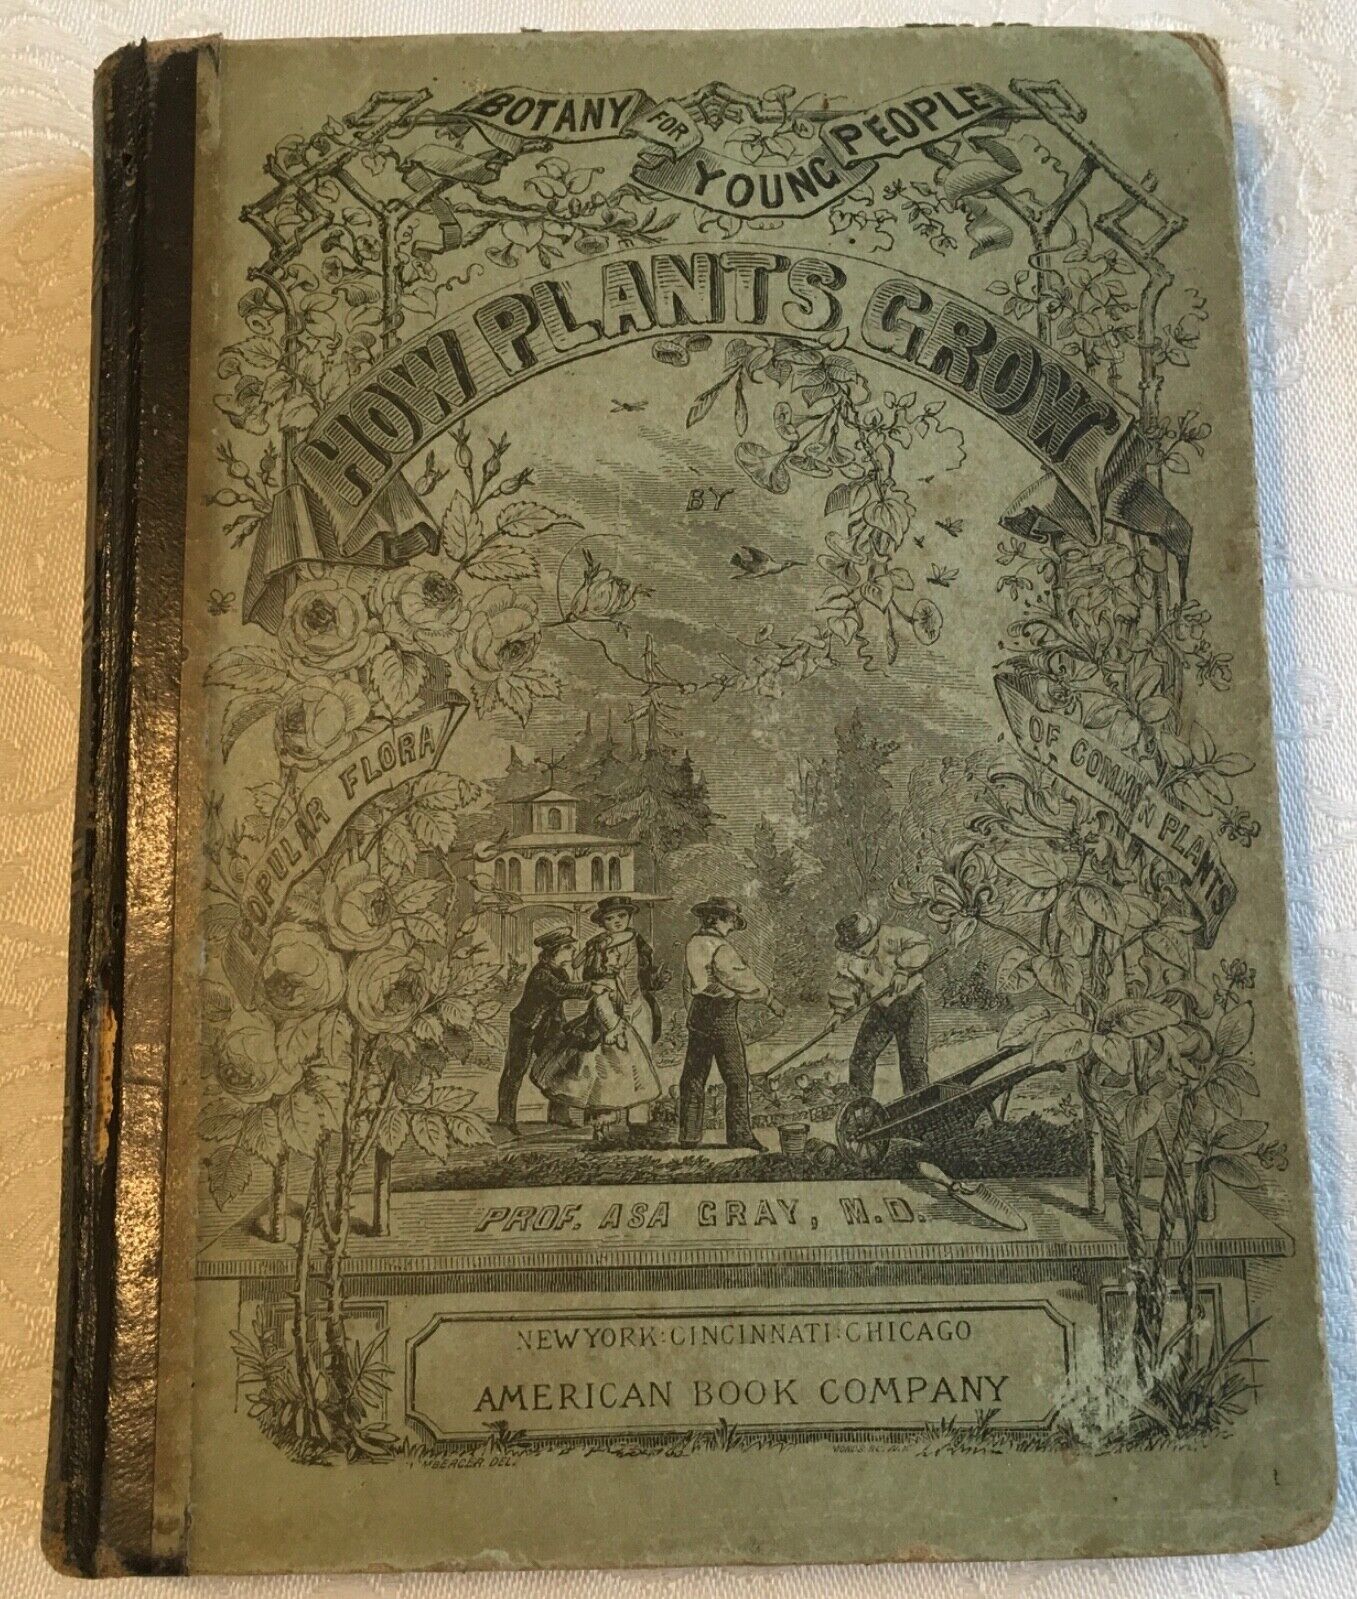 BOTANY FOR YOUNG PEOPLE
HOW PLANTS GROW
BY
POPULAR FLORA
OF COMMON PLANTS
PROF. ASA GRAY, M.D.
NEW YORK:CINCINNATI:CHICAGO
AMERICAN BOOK COMPANY
DEL.